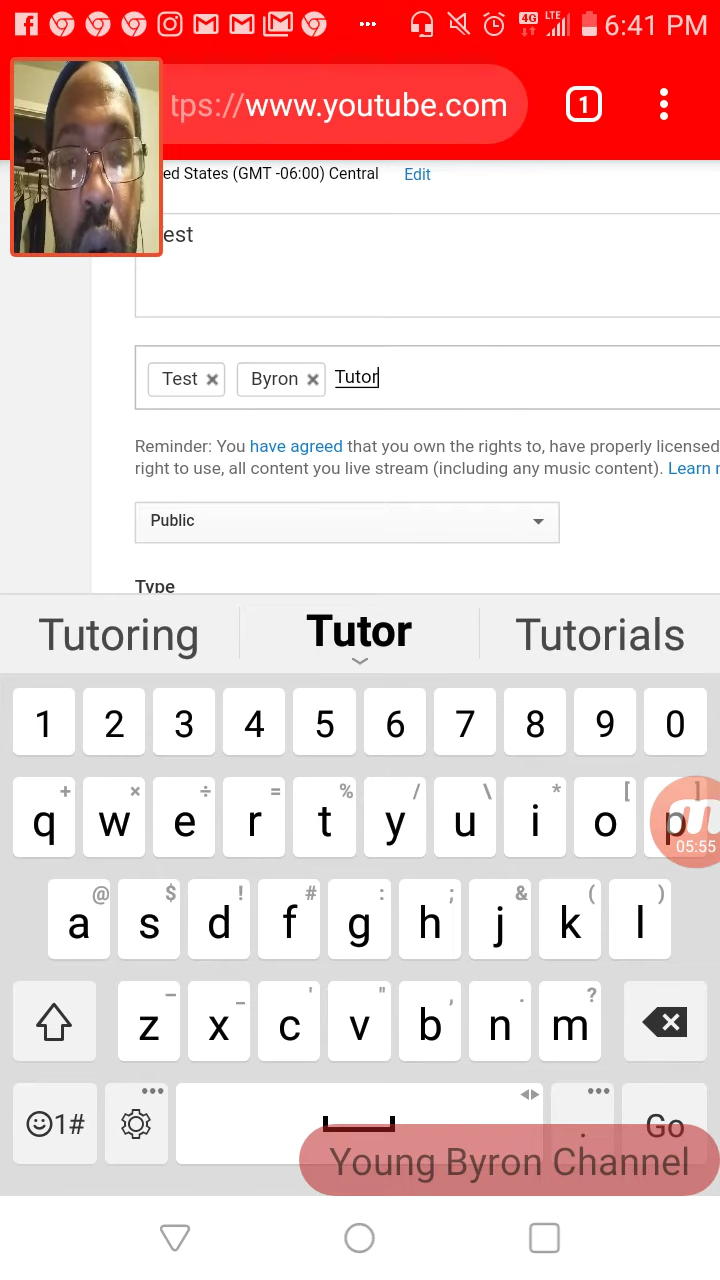 4G LTE 6:41 PM
tps://www.youtube.com
1
ed States (GMT -06:00) Central Edit
est
Test Byron Tutor
Reminder: You have agreed that you own the rights to, have properly licensed
right to use, all content you live stream (including any music content). Learn r
Public
Type
Tutoring Tutor Tutorials
1 2 3 4 5 6 7 8 9 0
+ × ÷ = % / \ * [ ]
q w e r t y u i o p
05:55
@ $ ! # : ; & ( )
a s d f g h j k l
– _ ' " , . ?
z x c v b n m
1# . Go
Young Byron Channel